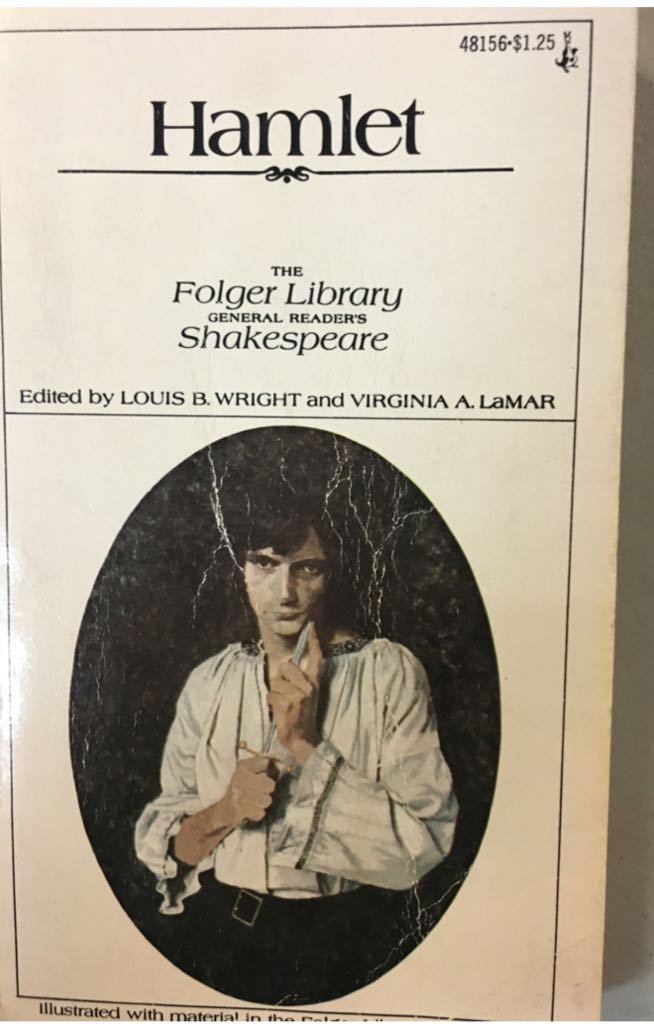 48156•$1.25
Hamlet
THE
Folger Library
GENERAL READER'S
Shakespeare
Edited by LOUIS B. WRIGHT and VIRGINIA A. LaMAR
Illustrated with material in the Folger